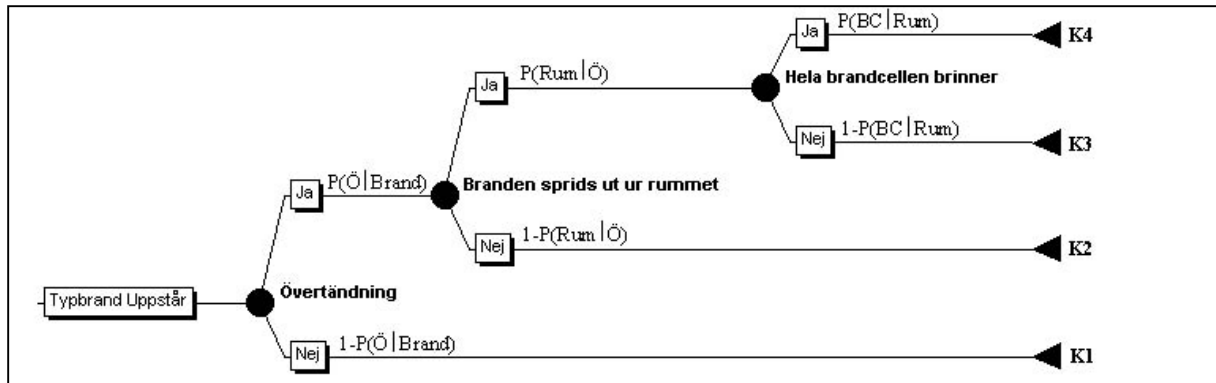 Ja P(BC|Rum) K4
Ja P(Rum|Ö) Hela brandcellen brinner
Nej 1-P(BC|Rum) K3
Ja P(Ö|Brand) Branden sprids ut ur rummet
Nej 1-P(Rum|Ö) K2
Typbrand Uppstår Övertändning
Nej 1-P(Ö|Brand) K1